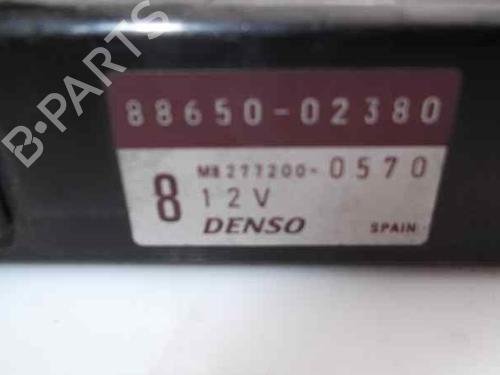 88650-02380
MB277200-0570
8 12V
DENSO SPAIN
B-PARTS